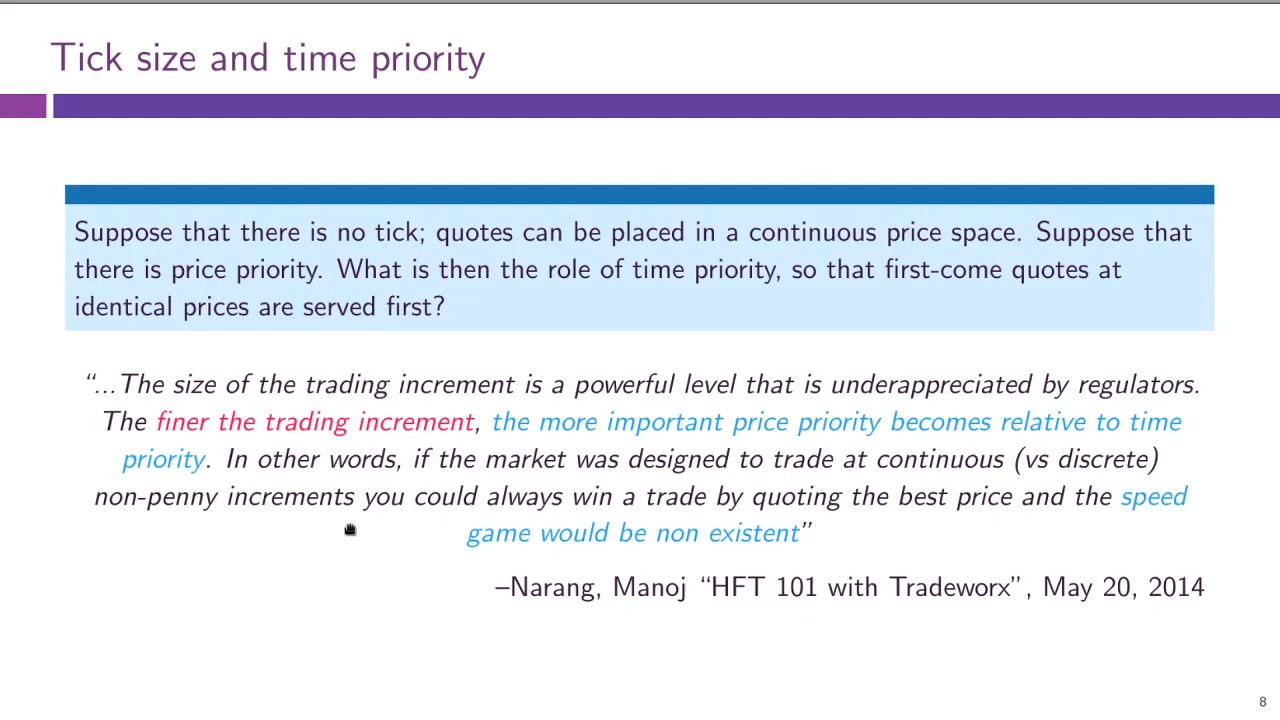 Tick size and time priority
Suppose that there is no tick; quotes can be placed in a continuous price space. Suppose that
there is price priority. What is then the role of time priority, so that first-come quotes at
identical prices are served first?
“...The size of the trading increment is a powerful level that is underappreciated by regulators.
The finer the trading increment, the more important price priority becomes relative to time
priority. In other words, if the market was designed to trade at continuous (vs discrete)
non-penny increments you could always win a trade by quoting the best price and the speed
game would be non existent”
–Narang, Manoj “HFT 101 with Tradeworx”, May 20, 2014
8